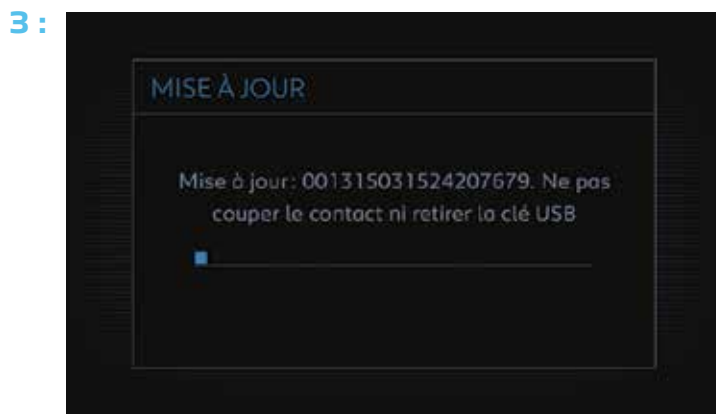 3 :
MISE À JOUR
Mise à jour: 001315031524207679. Ne pas
couper le contact ni retirer la clé USB